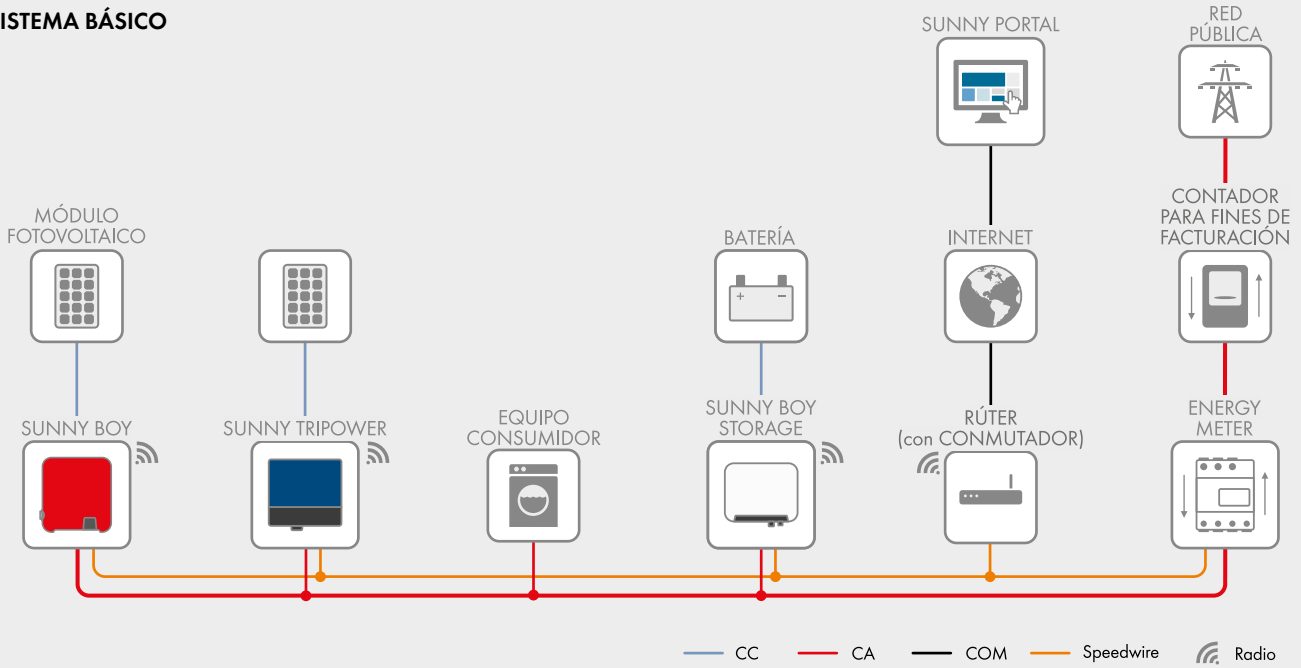 ISTEMA BÁSICO
SUNNY PORTAL
RED
PÚBLICA
MÓDULO
FOTOVOLTAICO
BATERÍA
INTERNET
CONTADOR
PARA FINES DE
FACTURACIÓN
SUNNY BOY
SUNNY TRIPOWER
EQUIPO
CONSUMIDOR
SUNNY BOY
STORAGE
RÚTER
(con CONMUTADOR)
ENERGY
METER
CC
CA
COM
Speedwire
Radio